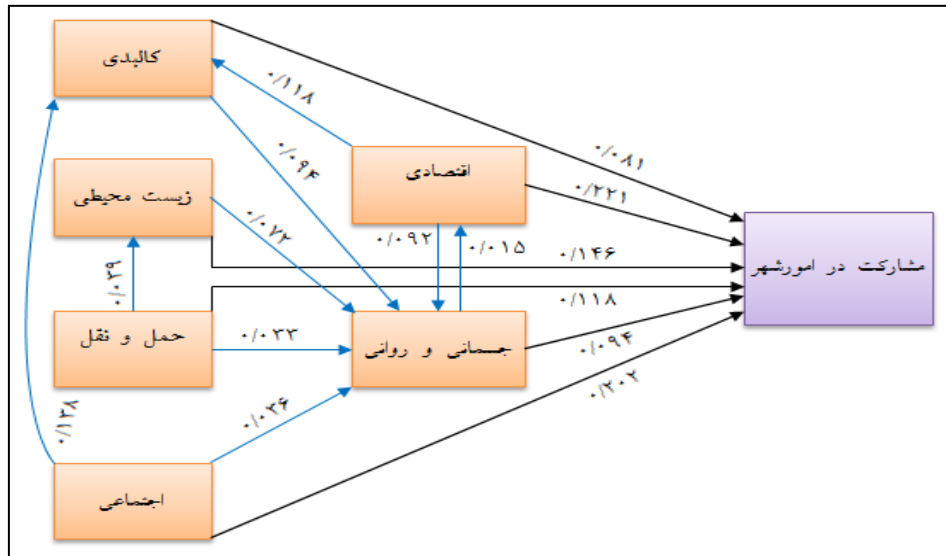 کالبدی
۰/۱۱۸
۰/۰۸۱
۰/۰۹۴
اقتصادی
۰/۲۲۱
زیست محیطی
۰/۰۷۲
۰/۰۹۲
۰/۰۱۵
۰/۱۴۶
مشارکت در امورشهر
۰/۰۳۹
۰/۱۱۸
حمل و نقل
۰/۰۳۳
جسمانی و روانی
۰/۰۹۴
۰/۲۰۲
۰/۱۳۸
۰/۰۳۶
اجتماعی